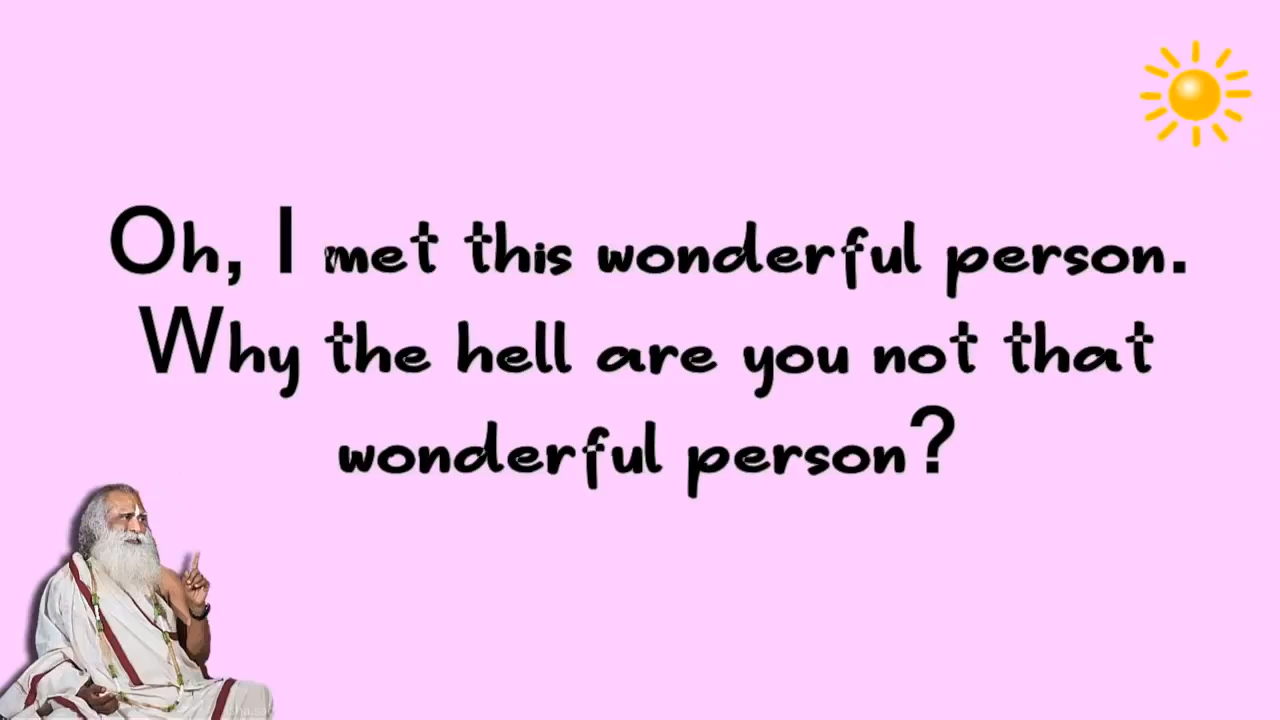 Oh, I met this wonderful person.
Why the hell are you not that
wonderful person?